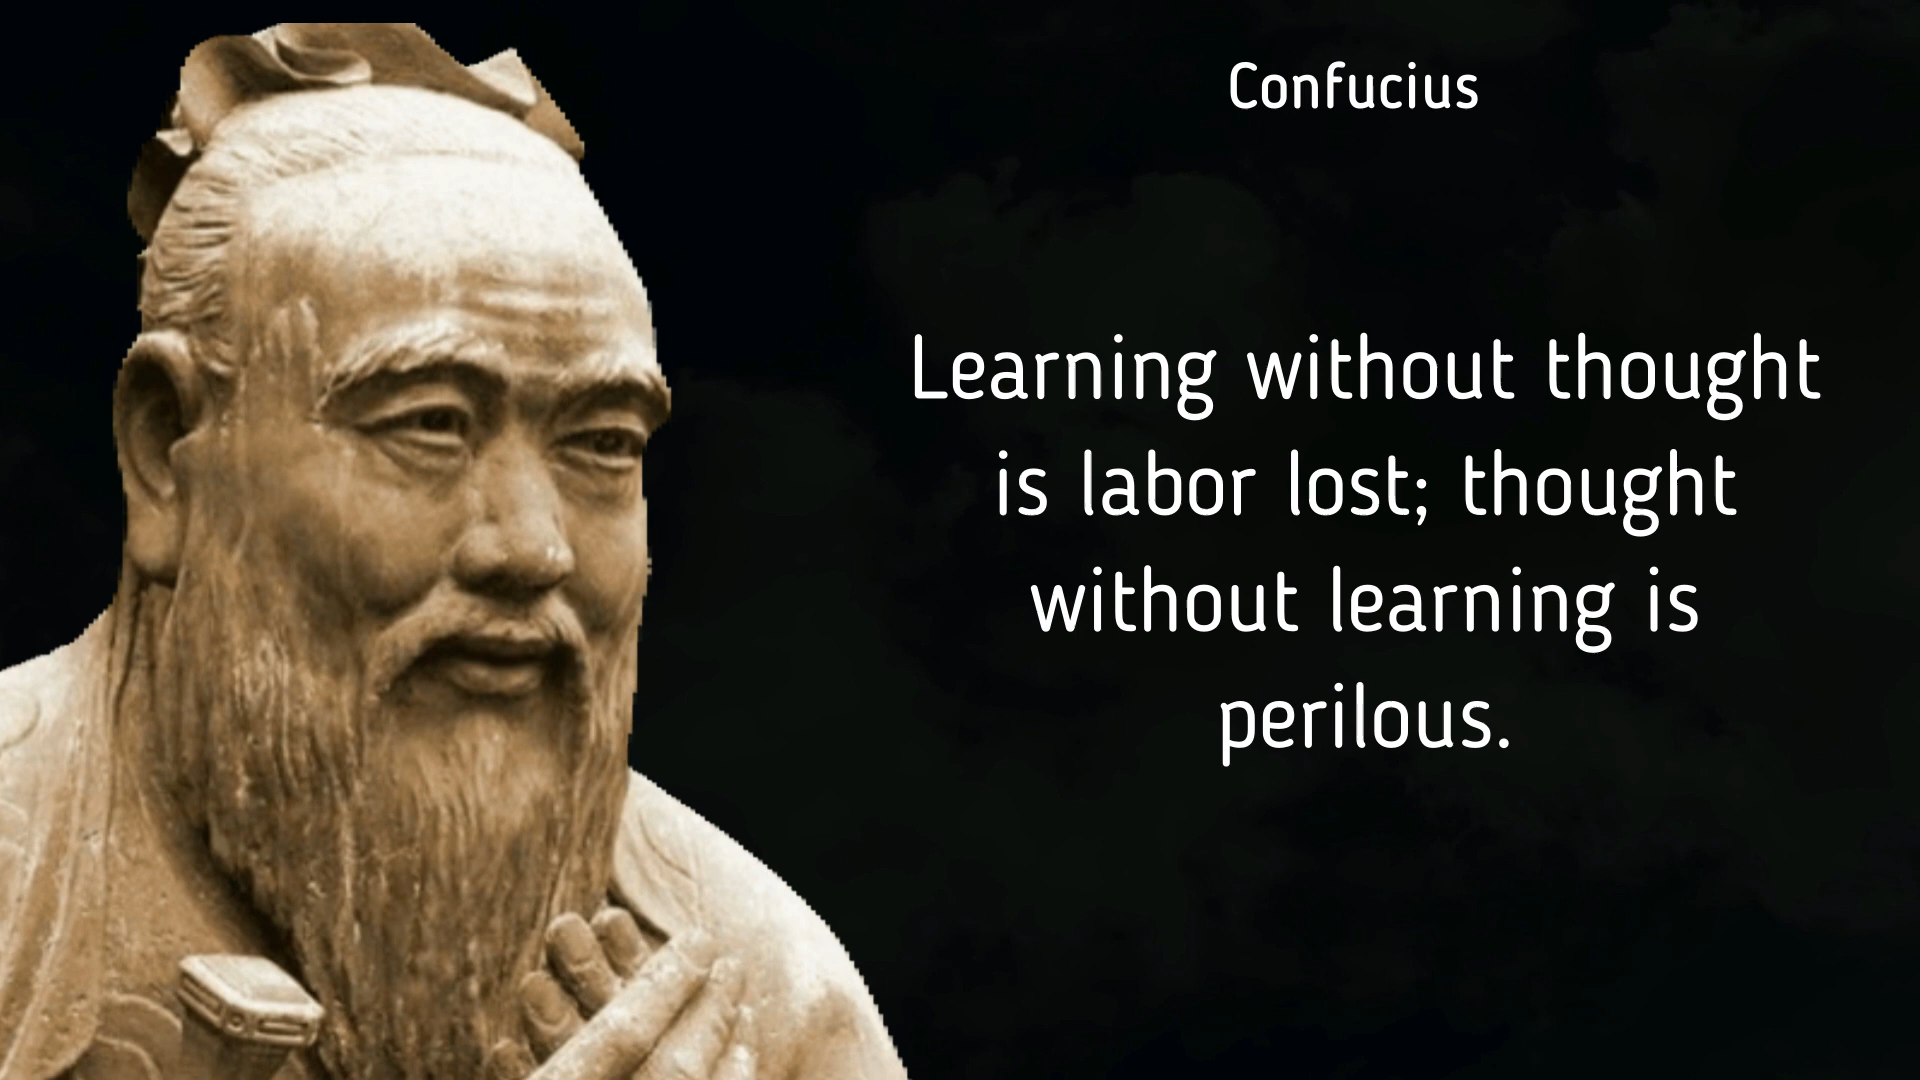 Confucius
Learning without thought
is labor lost; thought
without learning is
perilous.